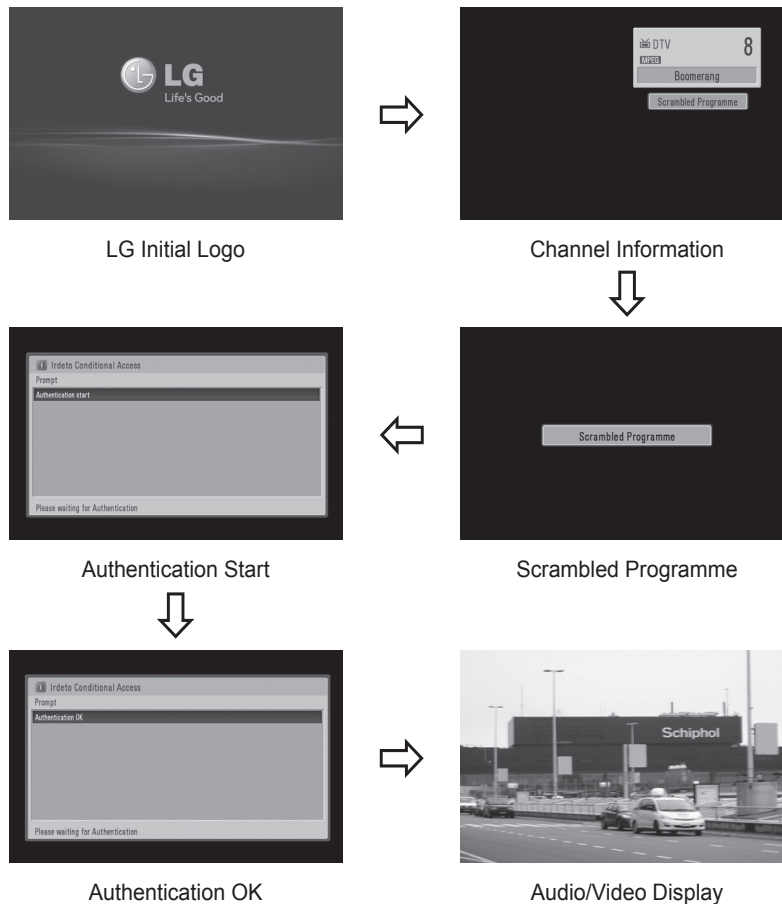 LG
Life's Good
LG Initial Logo
DTV 8
MPEG
Boomerang
Scrambled Programme
Channel Information
Irdeto Conditional Access
Prompt
Authentication start
Please waiting for Authentication
Authentication Start
Scrambled Programme
Scrambled Programme
Irdeto Conditional Access
Prompt
Authentication OK
Please waiting for Authentication
Authentication OK
Schiphol
Audio/Video Display